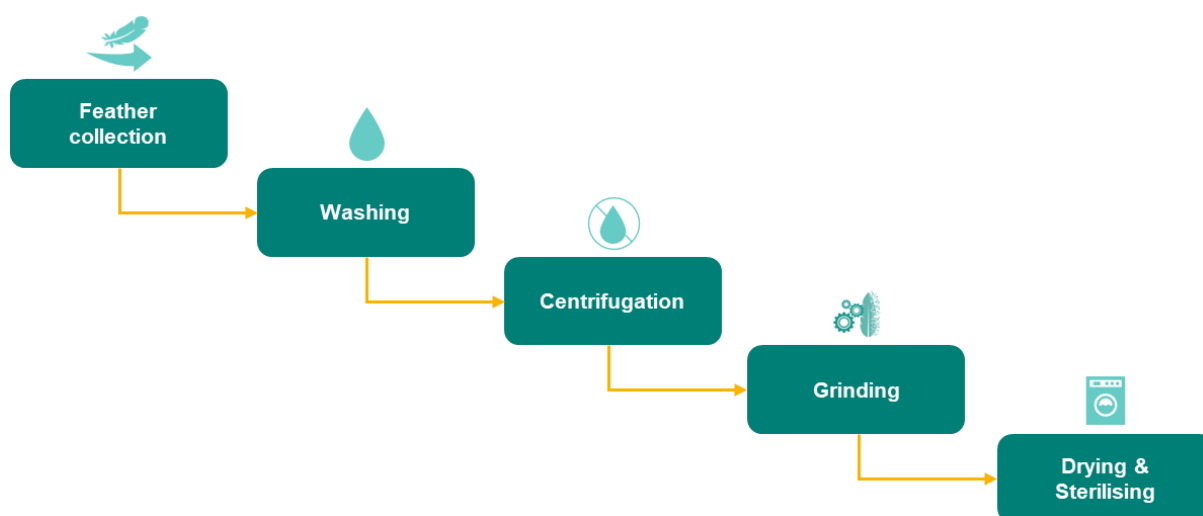 Feather
collection
Washing
Centrifugation
Grinding
Drying &
Sterilising